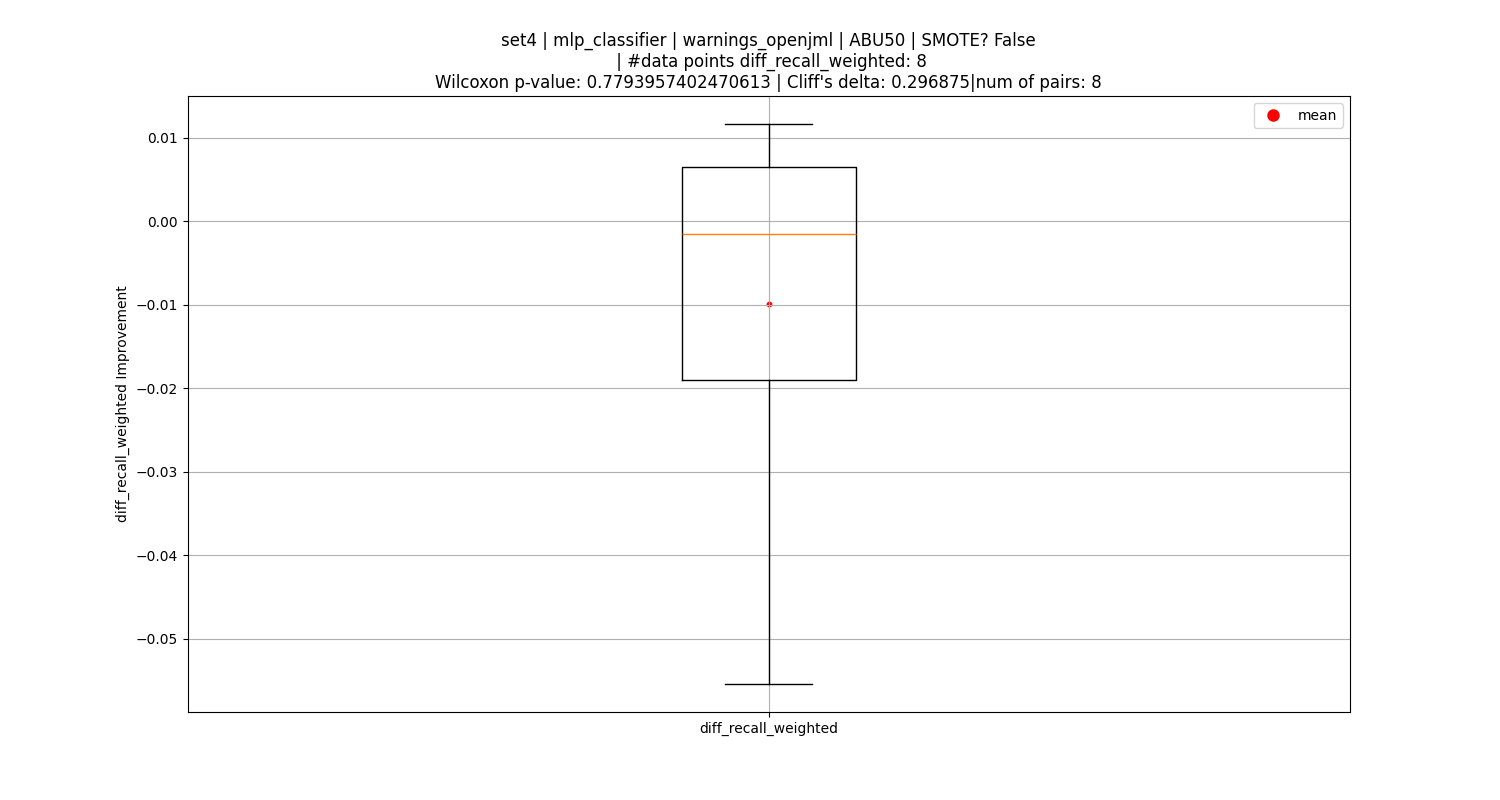 set4 | mlp_classifier | warnings_openjml | ABU50 | SMOTE? False
| #data points diff_recall_weighted: 8
Wilcoxon p-value: 0.7793957402470613 | Cliff's delta: 0.296875|num of pairs: 8
mean
0.01
0.00
−0.01
−0.02
−0.03
−0.04
−0.05
diff_recall_weighted Improvement
diff_recall_weighted